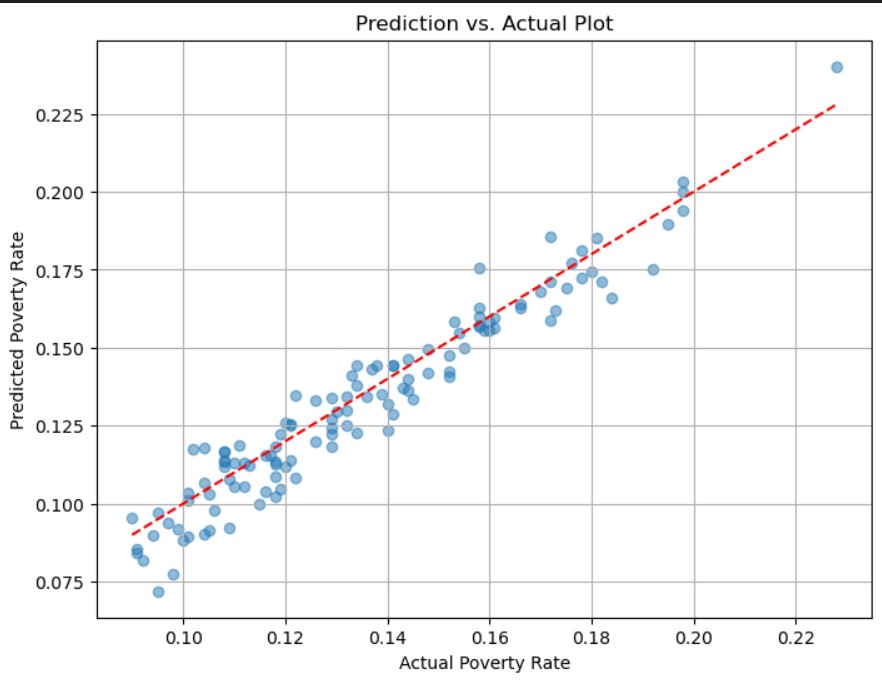 Prediction vs. Actual Plot
0.225
0.200
0.175
0.150
0.125
0.100
0.075
Predicted Poverty Rate
0.10 0.12 0.14 0.16 0.18 0.20 0.22
Actual Poverty Rate